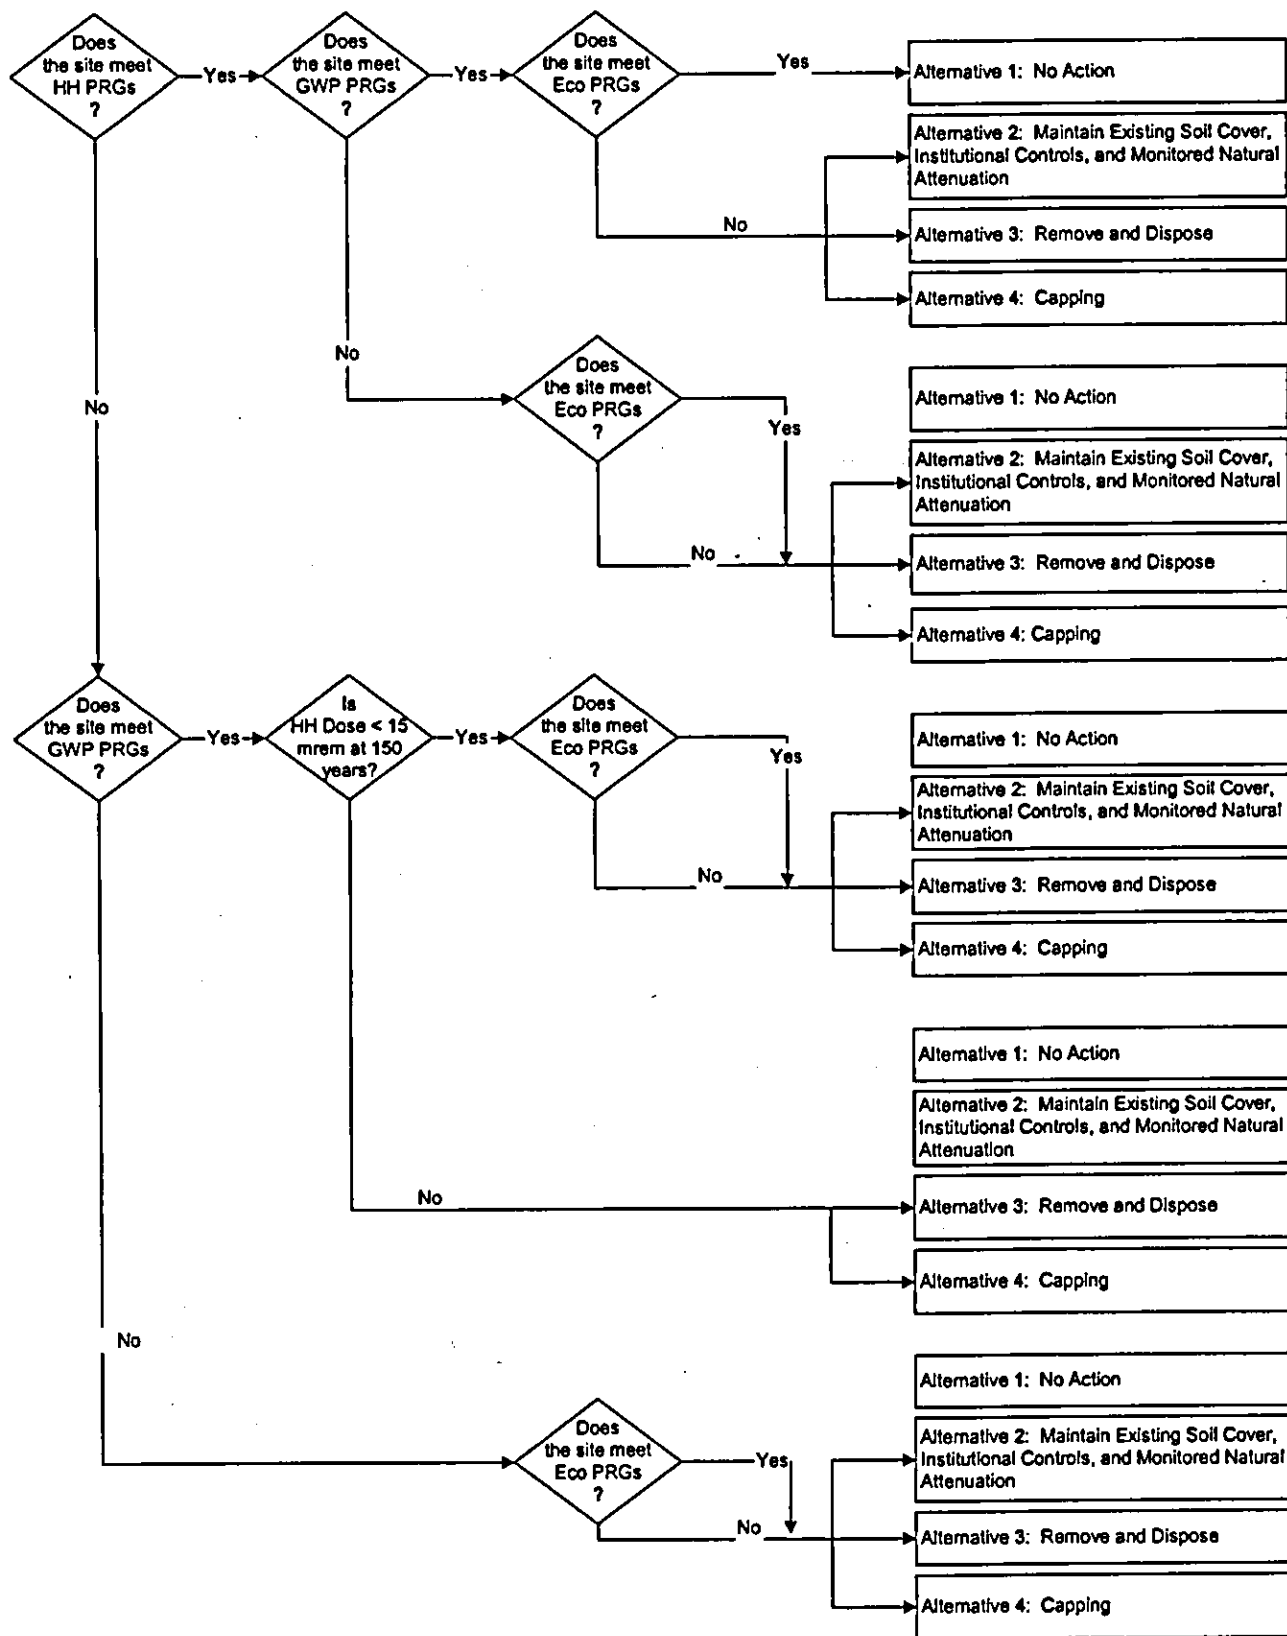 Does
the site meet
HH PRGs
?
Yes
Does
the site meet
GWP PRGs
?
Yes
Does
the site meet
Eco PRGs
?
Yes
Alternative 1: No Action
Alternative 2: Maintain Existing Soil Cover,
Institutional Controls, and Monitored Natural
Attenuation
No
Alternative 3: Remove and Dispose
Alternative 4: Capping
No
Does
the site meet
Eco PRGs
?
Yes
No
Alternative 1: No Action
Alternative 2: Maintain Existing Soil Cover,
Institutional Controls, and Monitored Natural
Attenuation
No
Alternative 3: Remove and Dispose
Alternative 4: Capping
Does
the site meet
GWP PRGs
?
Yes
Is
HH Dose < 15
mrem at 150
years?
Yes
Does
the site meet
Eco PRGs
?
Yes
Alternative 1: No Action
Alternative 2: Maintain Existing Soil Cover,
Institutional Controls, and Monitored Natural
Attenuation
No
Alternative 3: Remove and Dispose
Alternative 4: Capping
Alternative 1: No Action
Alternative 2: Maintain Existing Soil Cover,
Institutional Controls, and Monitored Natural
Attenuation
No
Alternative 3: Remove and Dispose
Alternative 4: Capping
No
Does
the site meet
Eco PRGs
?
Yes
Alternative 1: No Action
Alternative 2: Maintain Existing Soil Cover,
Institutional Controls, and Monitored Natural
Attenuation
No
Alternative 3: Remove and Dispose
Alternative 4: Capping